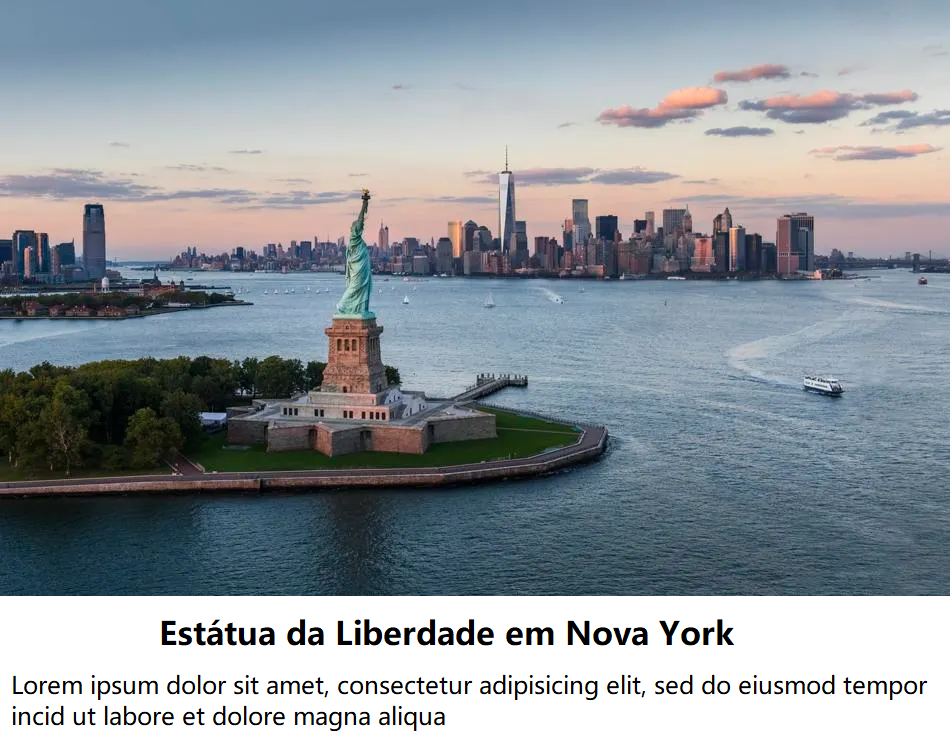 Estátua da Liberdade em Nova York
Lorem ipsum dolor sit amet, consectetur adipisicing elit, sed do eiusmod tempor
incid ut labore et dolore magna aliqua